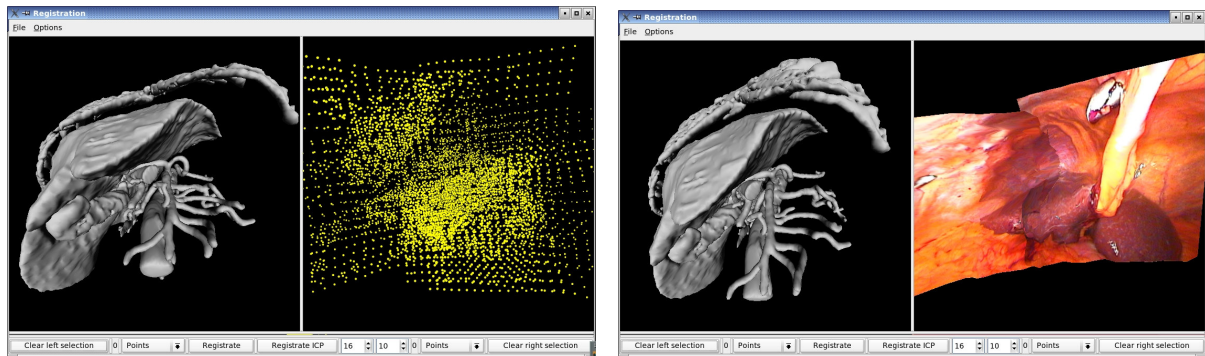 Registration
File Options
Clear left selection 0 Points Registrate Registrate ICP 16 10 0 Points Clear right selection
Registration
File Options
Clear left selection 0 Points Registrate Registrate ICP 16 10 0 Points Clear right selection